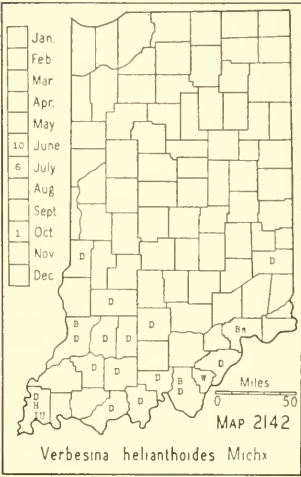 Jan.
Feb
Mar
Apr.
May
10 June
6 July
Aug
Sept
1 Oct
Nov
Dec
D
D
D
B
D D D D
Bn
D
D D D B W
D
D
H
IU
D D
Miles
0 50
MAP 2142
Verbesina helianthoides Michx